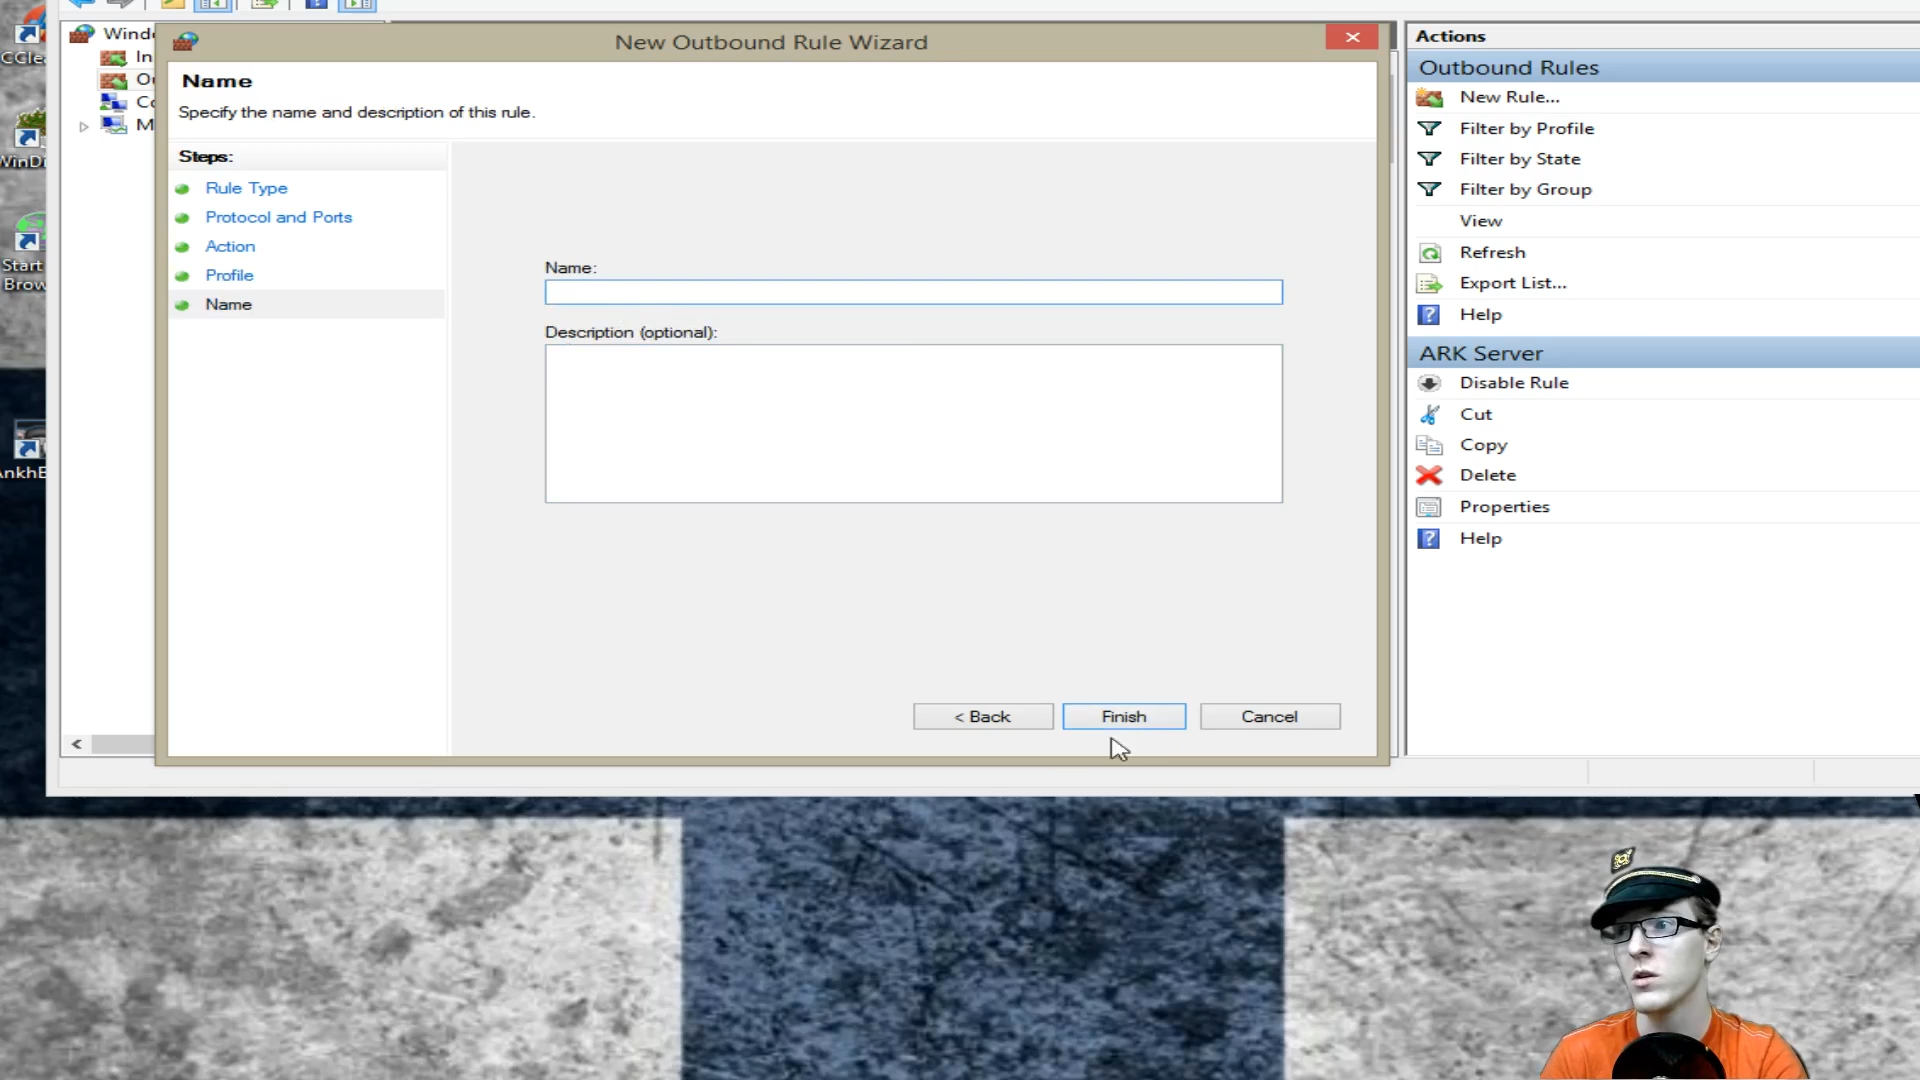 New Outbound Rule Wizard
Name
Specify the name and description of this rule.
Steps:
Rule Type
Protocol and Ports
Action
Profile
Name
Name:
Description (optional):
< Back
Finish
Cancel
Actions
Outbound Rules
New Rule...
Filter by Profile
Filter by State
Filter by Group
View
Refresh
Export List...
Help
ARK Server
Disable Rule
Cut
Copy
Delete
Properties
Help
Start